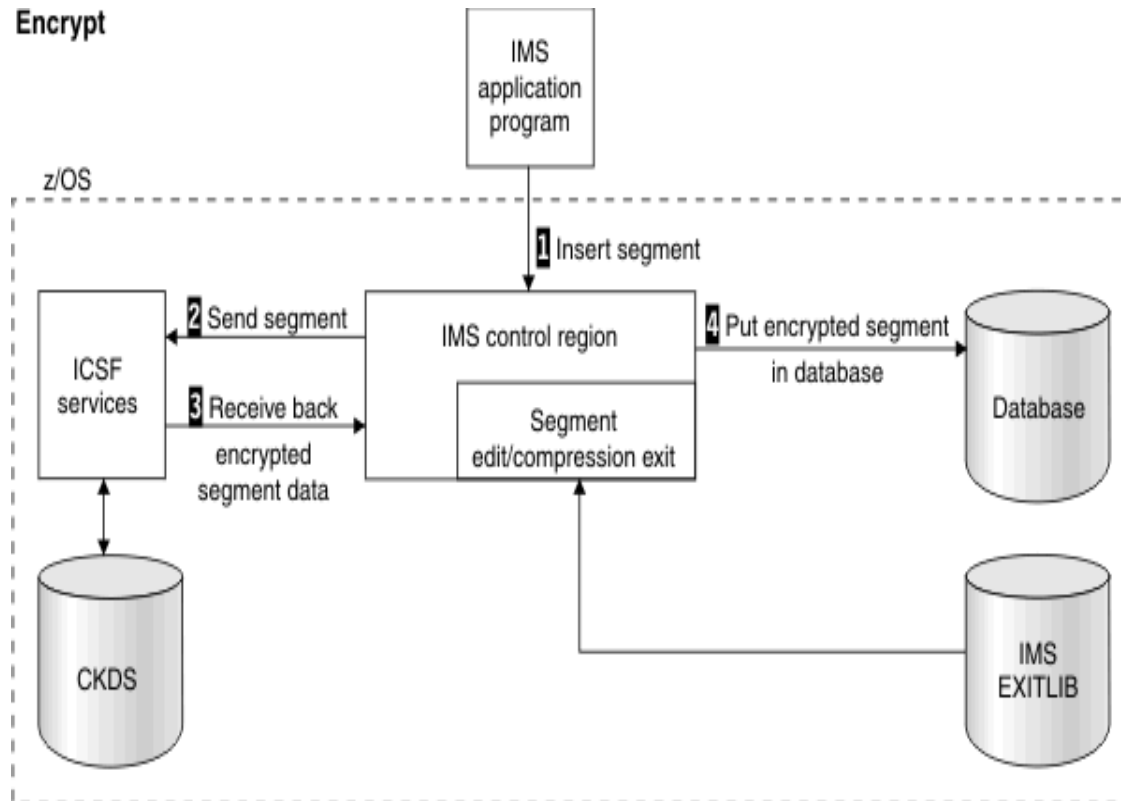 Encrypt
IMS
application
program
z/OS
1 Insert segment
2 Send segment
IMS control region
4 Put encrypted segment
in database
ICSF
services
3 Receive back
encrypted
segment data
Segment
edit/compression exit
Database
CKDS
IMS
EXITLIB